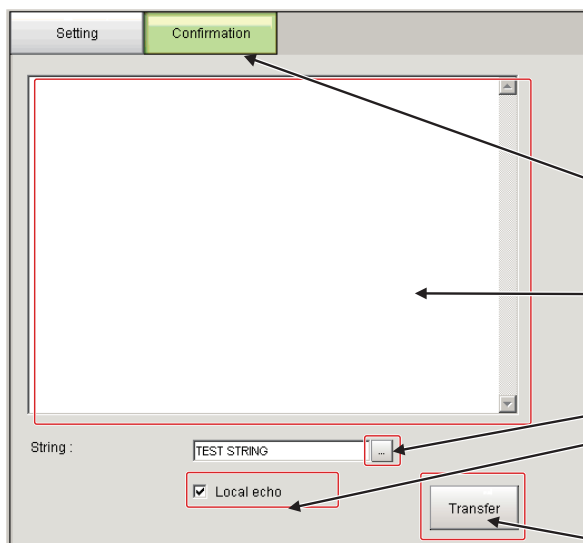 Setting Confirmation
String :
TEST STRING ...
Local echo
Transfer